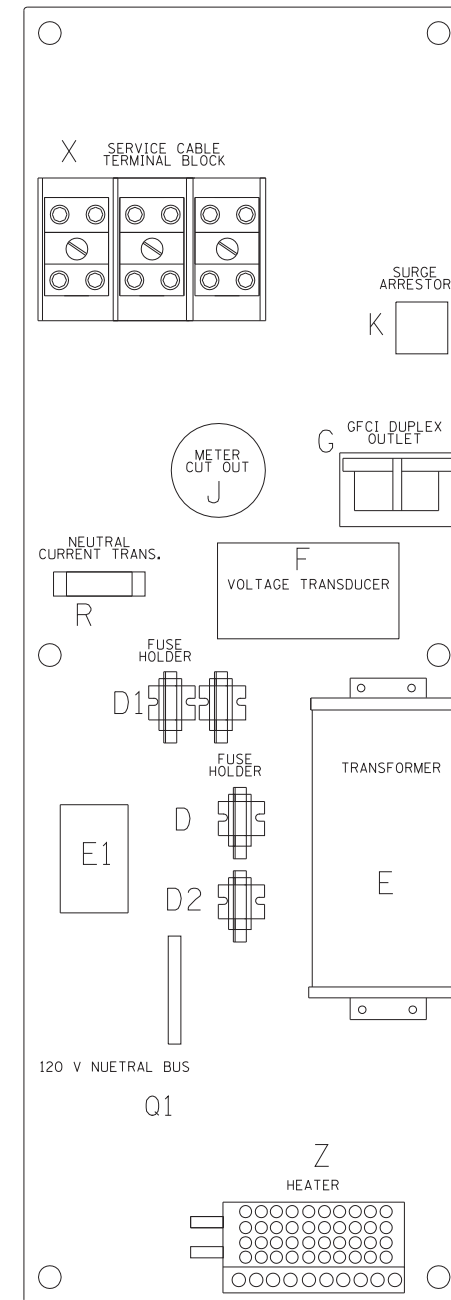 X
SERVICE CABLE
TERMINAL BLOCK
SURGE
ARRESTOR
K
GFCI DUPLEX
OUTLET
G
METER
CUT OUT
J
NEUTRAL
CURRENT TRANS.
R
F
VOLTAGE TRANSDUCER
FUSE
HOLDER
D1
FUSE
HOLDER
D
TRANSFORMER
E
E1
D2
120 V NUETRAL BUS
Q1
Z
HEATER